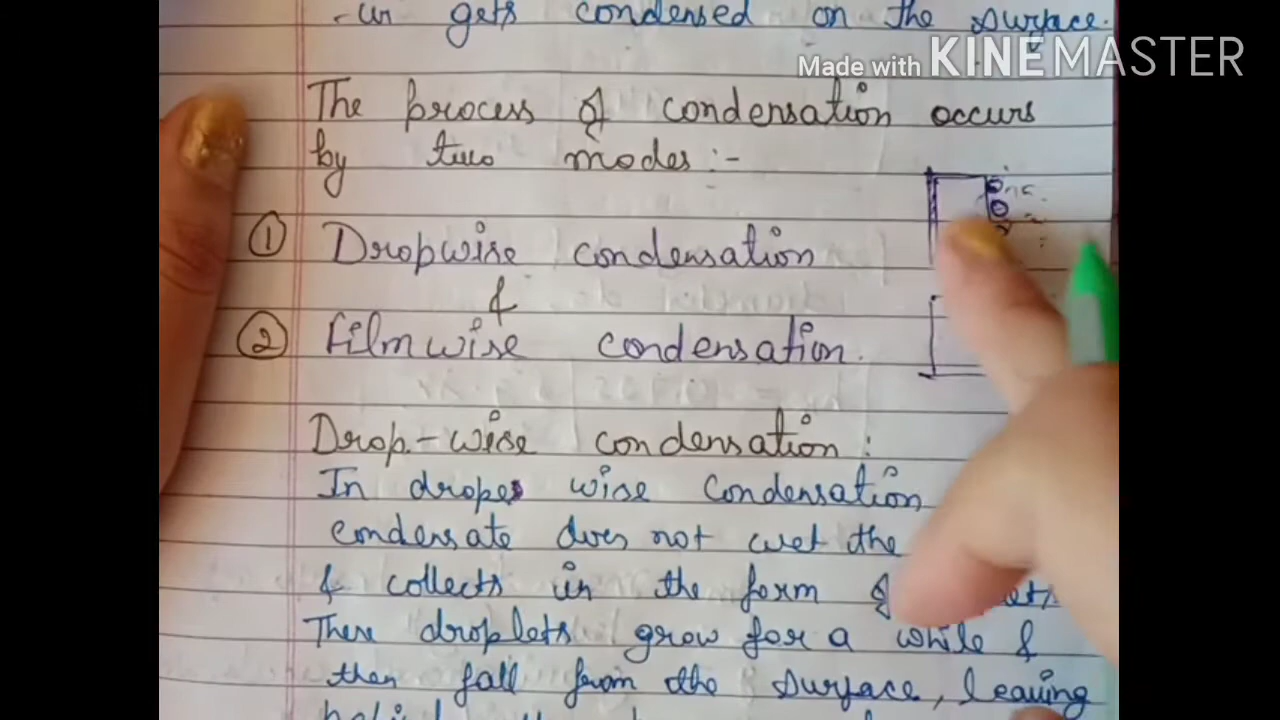 -ur gets condensed on the surface.
Made with KINEMASTER
The process of condensation occurs
by two modes :-
① Dropwise condensation
&
② Filmwise condensation.
Drop-wise condensation :
In drops wise condensation
condensate does not wet the
& collects in the form of
These droplets grow for a while &
then fall from the surface, leaving